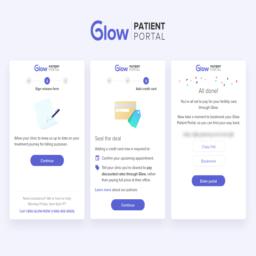 Glow PATIENT PORTAL
Glow PATIENT PORTAL
Sign release form
Allow your clinic to keep us up to date on your
treatment journey for billing purposes.
Continue
Glow PATIENT PORTAL
Add credit card
Seal the deal
Adding a credit card now is required to:
Confirm your upcoming appointment.
Tell your clinic you're cleared to pay
discounted rates through Glow, rather
than paying full price at their office.
Learn more about our policies
Continue
Glow PATIENT PORTAL
All done!
You're all set to pay for your fertility care
through Glow.
Now take a moment to bookmark your Glow
Patient Portal, so you can find your way back.
Copy link
Bookmark
Enter portal